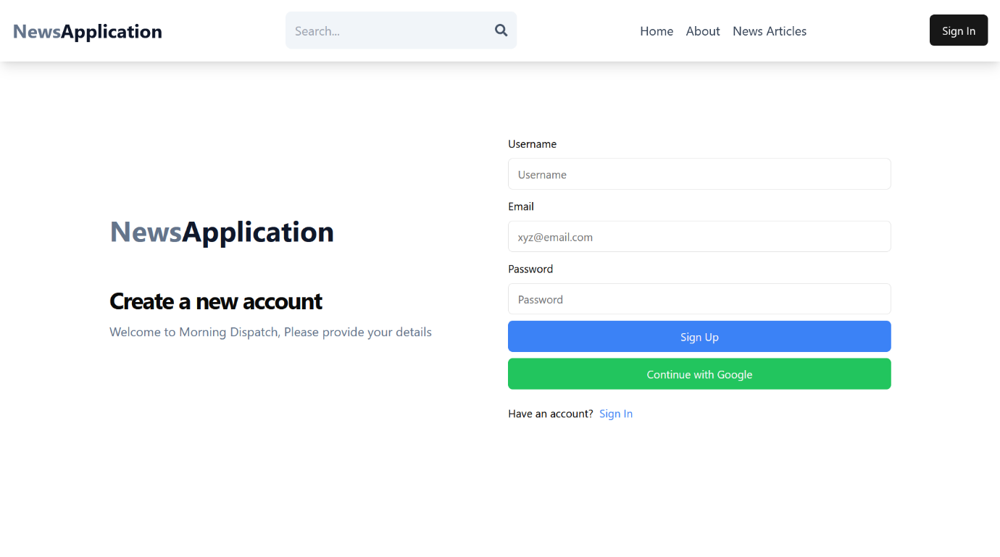 NewsApplication
Search...
Home About News Articles
Sign In
NewsApplication
Create a new account
Welcome to Morning Dispatch, Please provide your details
Username
Username
Email
xyz@email.com
Password
Password
Sign Up
Continue with Google
Have an account? Sign In